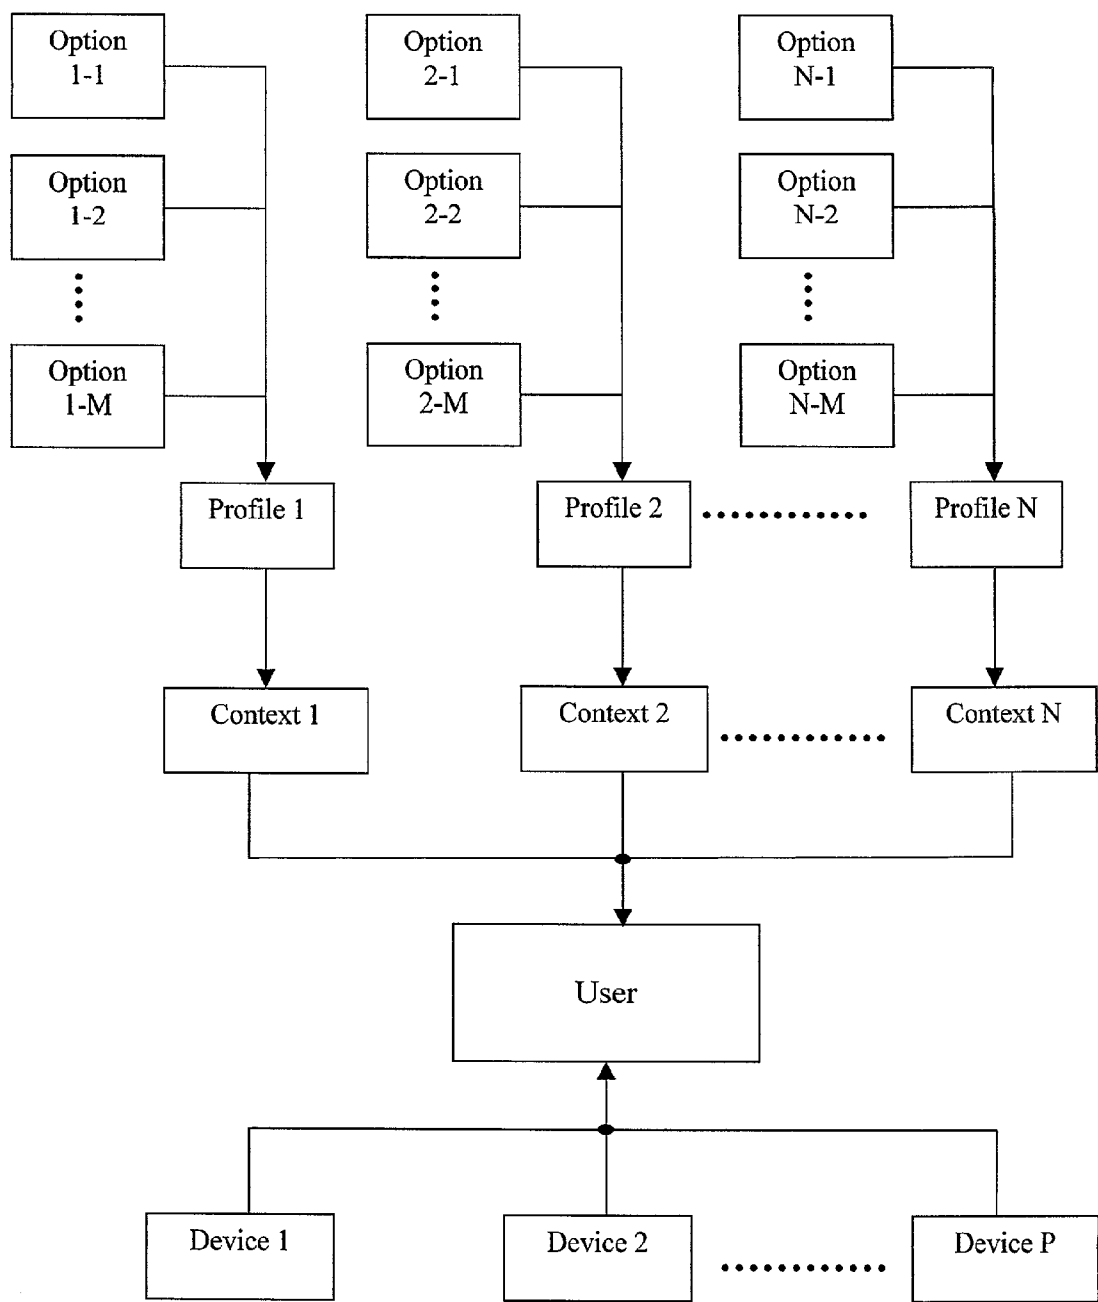 Option
1-1
Option
2-1
Option
N-1
Option
1-2
Option
2-2
Option
N-2
Option
1-M
Option
2-M
Option
N-M
Profile 1
Profile 2
Profile N
Context 1
Context 2
Context N
User
Device 1
Device 2
Device P